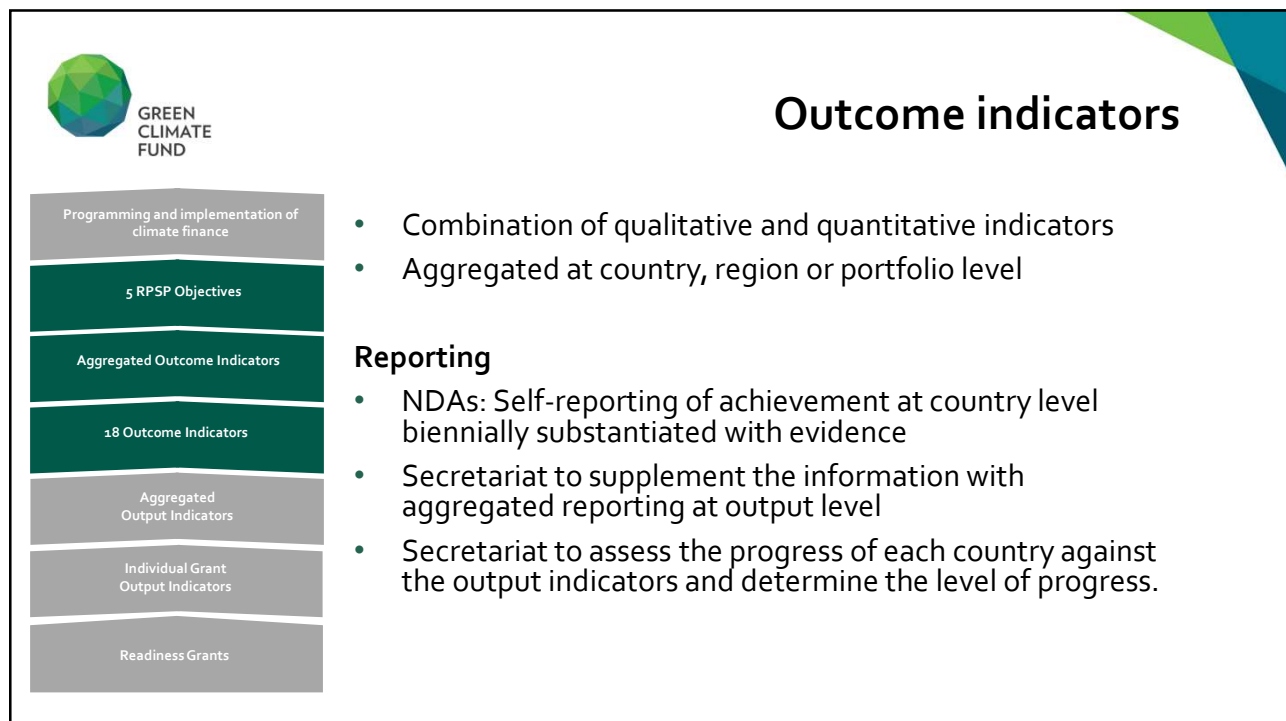 GREEN
CLIMATE
FUND
Outcome indicators
Programming and implementation of
climate finance
5 RPSP Objectives
Aggregated Outcome Indicators
18 Outcome Indicators
Aggregated
Output Indicators
Individual Grant
Output Indicators
Readiness Grants
• Combination of qualitative and quantitative indicators
• Aggregated at country, region or portfolio level
Reporting
• NDAs: Self-reporting of achievement at country level
biennially substantiated with evidence
• Secretariat to supplement the information with
aggregated reporting at output level
• Secretariat to assess the progress of each country against
the output indicators and determine the level of progress.